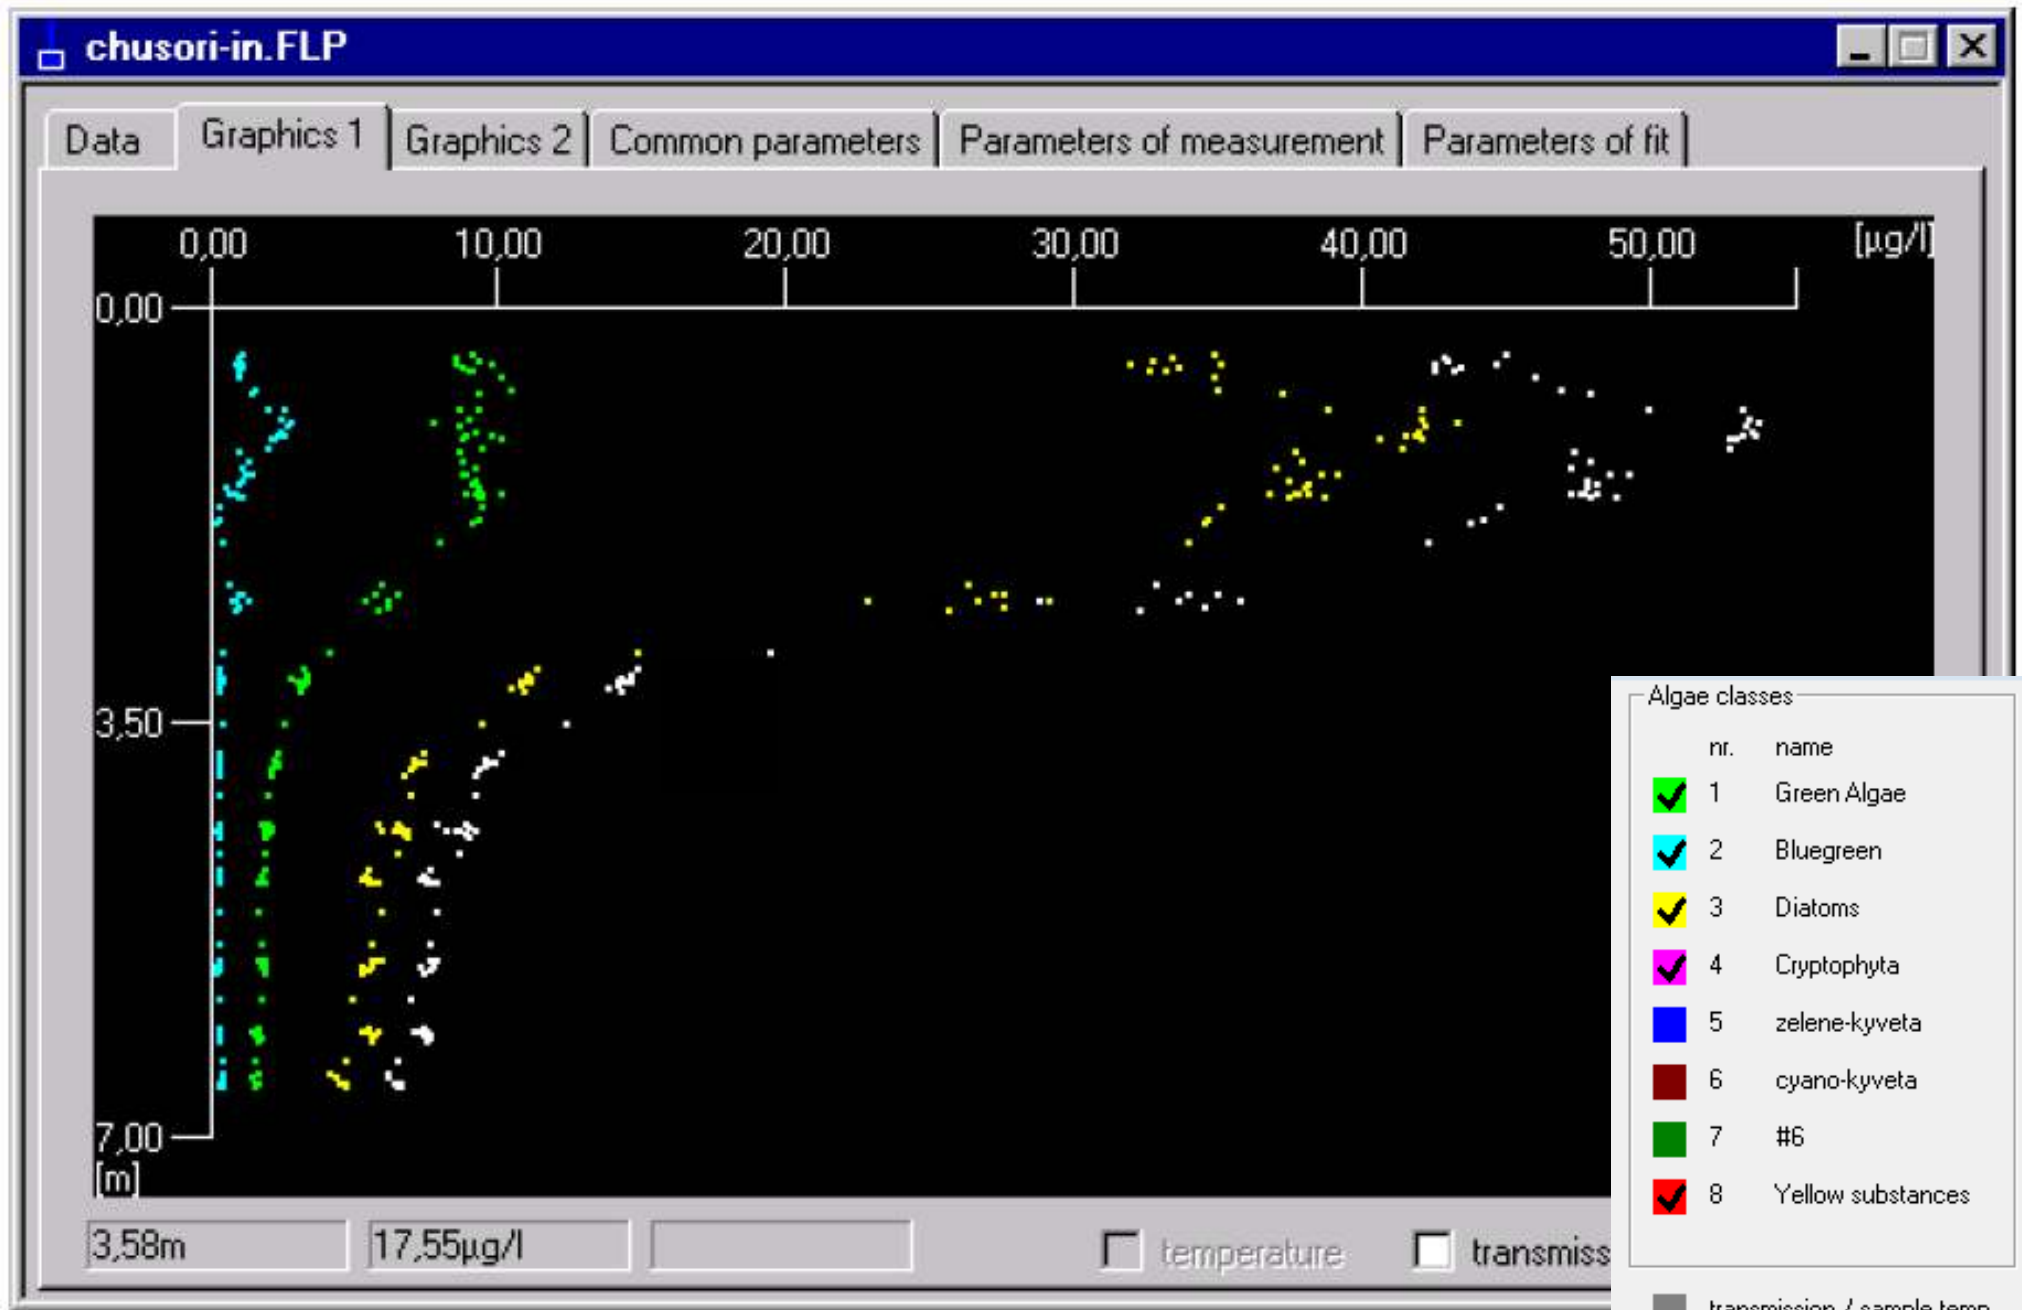 chusori-in.FLP
Data Graphics 1 Graphics 2 Common parameters Parameters of measurement Parameters of fit
0,00 10,00 20,00 30,00 40,00 50,00 [µg/l]
0,00
3,50
7,00
[m]
Algae classes
nr. name
1 Green Algae
2 Bluegreen
3 Diatoms
4 Cryptophyta
5 zelene-kyveta
6 cyano-kyveta
7 #6
8 Yellow substances
3,58m 17,55µg/l temperature transmiss
transmission / sample temp